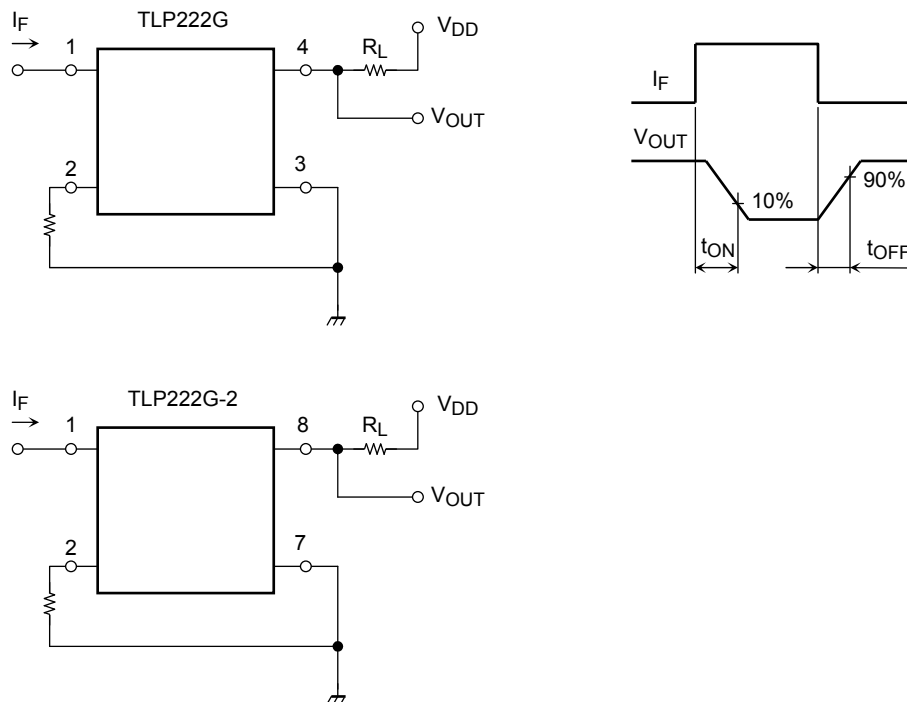 IF
TLP222G
1
4
RL
VDD
VOUT
2
3
IF
VOUT
10%
90%
tON
tOFF
IF
TLP222G-2
1
8
RL
VDD
VOUT
2
7